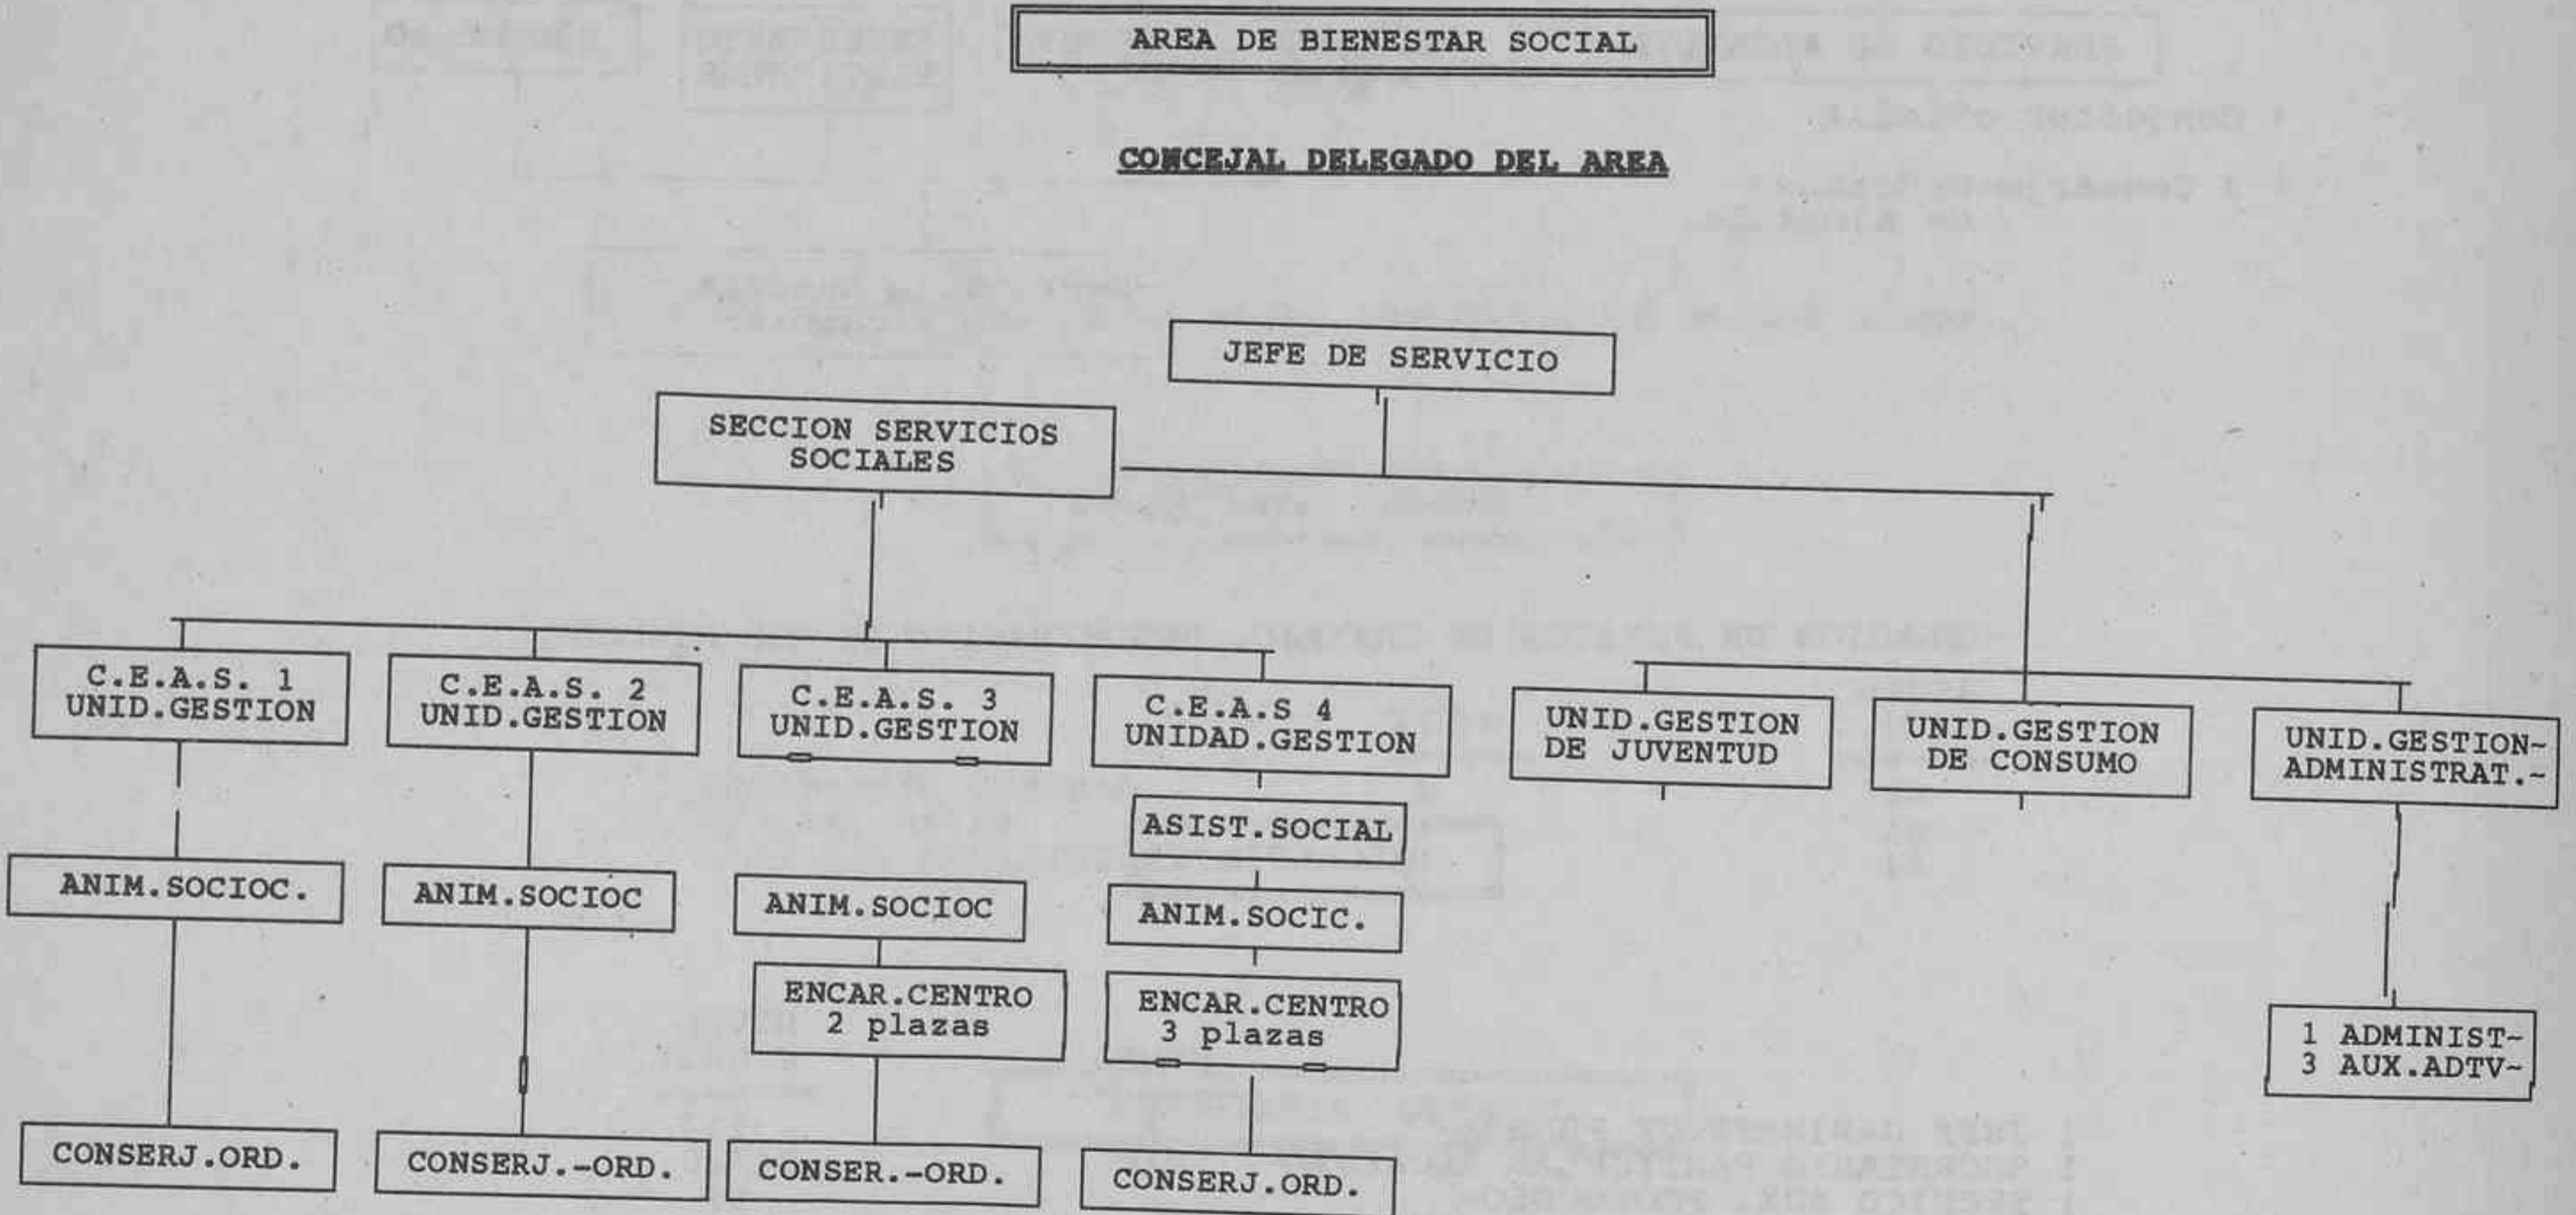 AREA DE BIENESTAR SOCIAL
CONCEJAL DELEGADO DEL AREA
JEFE DE SERVICIO
SECCION SERVICIOS
SOCIALES
C.E.A.S. 1
UNID.GESTION
C.E.A.S. 2
UNID.GESTION
C.E.A.S. 3
UNID.GESTION
C.E.A.S 4
UNIDAD.GESTION
UNID.GESTION
DE JUVENTUD
UNID.GESTION
DE CONSUMO
UNID.GESTION~
ADMINISTRAT.~
ASIST.SOCIAL
ANIM.SOCIOC.
ANIM.SOCIOC
ANIM.SOCIOC
ANIM.SOCIC.
ENCAR.CENTRO
2 plazas
ENCAR.CENTRO
3 plazas
1 ADMINIST~
3 AUX.ADTV~
CONSERJ.ORD.
CONSERJ.-ORD.
CONSER.-ORD.
CONSERJ.ORD.